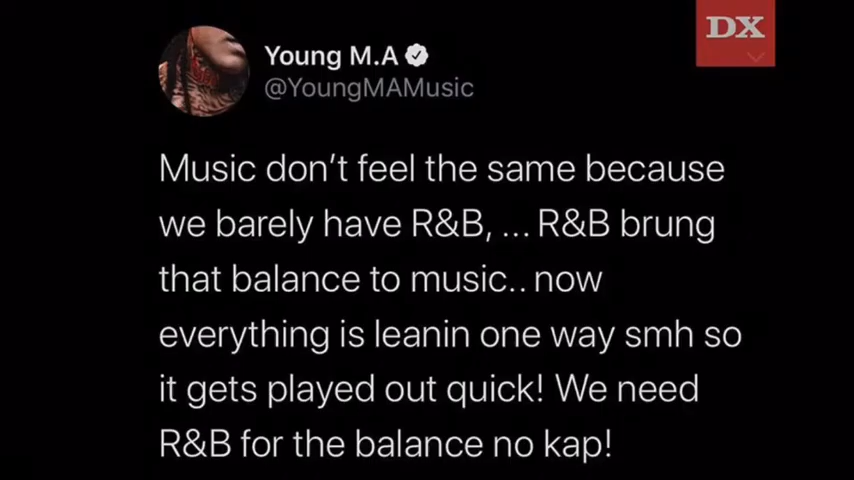 DX
Young M.A
@YoungMAMusic
Music don't feel the same because
we barely have R&B, ... R&B brung
that balance to music.. now
everything is leanin one way smh so
it gets played out quick! We need
R&B for the balance no kap!